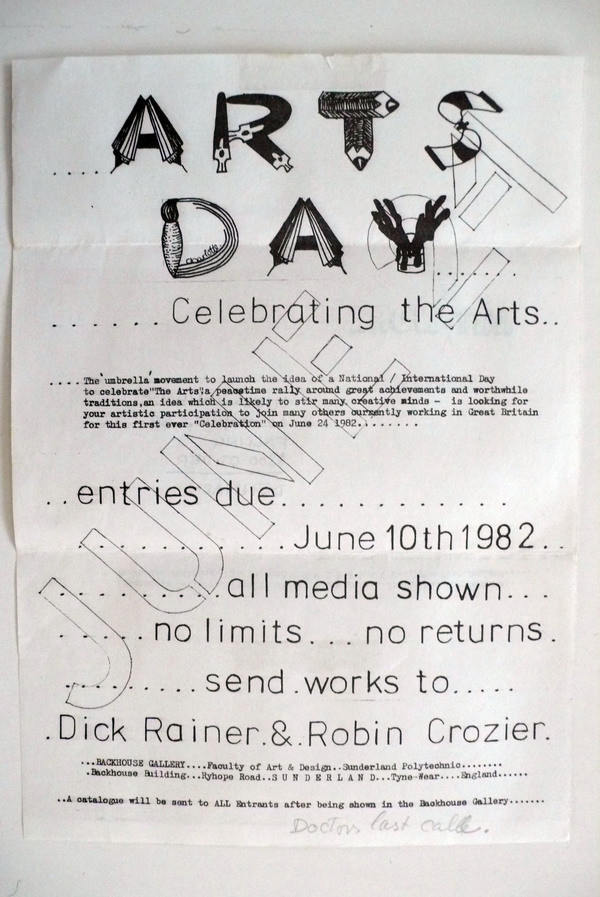 .....ARTS
DAY.......
......Celebrating the Arts..
....The 'umbrella' movement to launch the idea of a National / International Day
to celebrate "The Arts",a peacetime rally around great achievements and worthwhile
traditions,an idea which is likely to stir many creative minds - is looking for
your artistic participation to join many others currently working in Great Britain
for this first ever "Celebration" on June 24 1982........
..entries due............
...........June 10th 1982..
.........all media shown...
.....no limits...no returns.
.........send.works to.....
.Dick Rainer.&.Robin Crozier.
...BACKHOUSE GALLERY....Faculty of Art & Design..Sunderland Polytechnic........
.Backhouse Building...Ryhope Road..S U N D E R L A N D...Tyne-Wear....England......
..A catalogue will be sent to ALL Entrants after being shown in the Backhouse Gallery.......
Doctors last calle.
JUNE